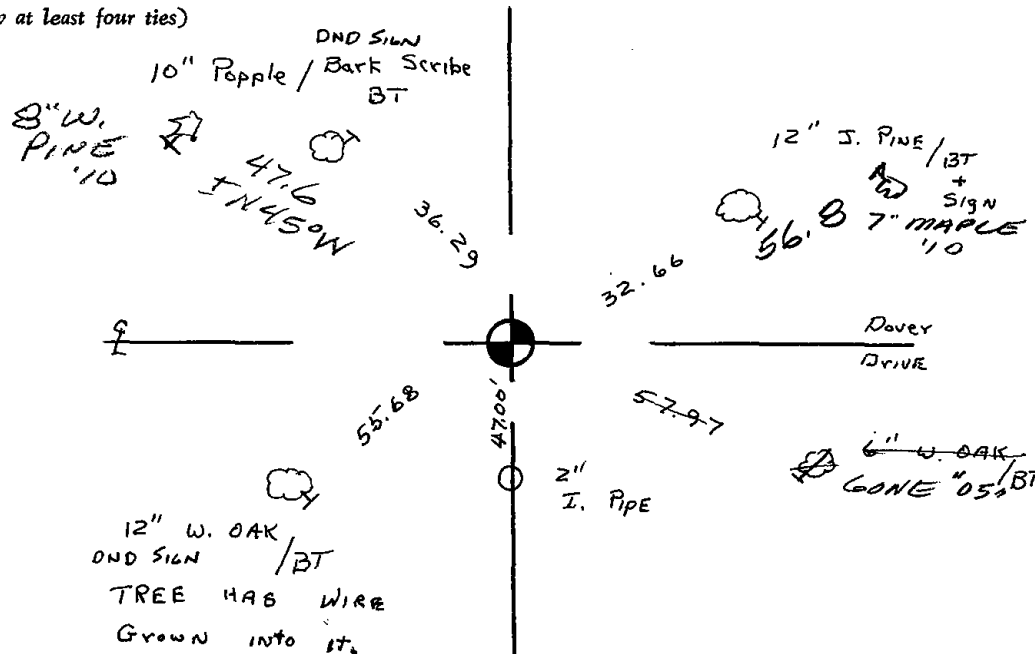 at least four ties)
DND SIGN
10" Popple / Bark Scribe
BT
8" W.
PINE
'10
47.6
± N45°W
36.29
12" J. PINE / BT
+
SIGN
56.8 7" MAPLE
'10
32.66
℄
Dover
DRIVE
55.68
47.00'
57.97
2"
I. PIPE
6" W. OAK
/BT
GONE "05"
12" W. OAK
DND SIGN /BT
TREE HAS WIRE
Grown into it.